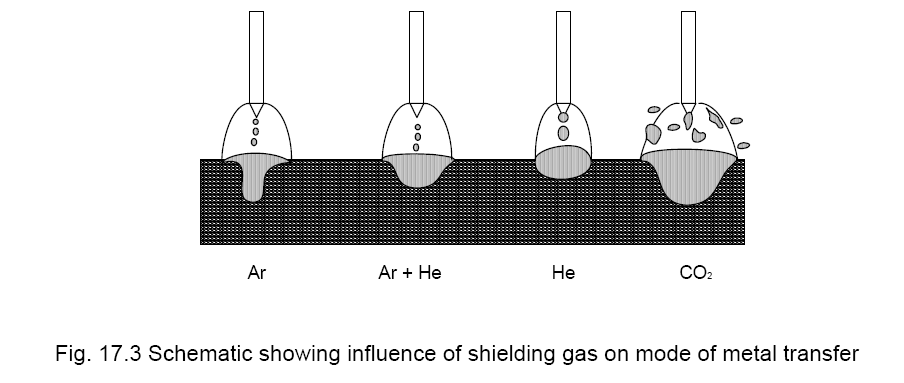 Ar Ar + He He CO₂
Fig. 17.3 Schematic showing influence of shielding gas on mode of metal transfer